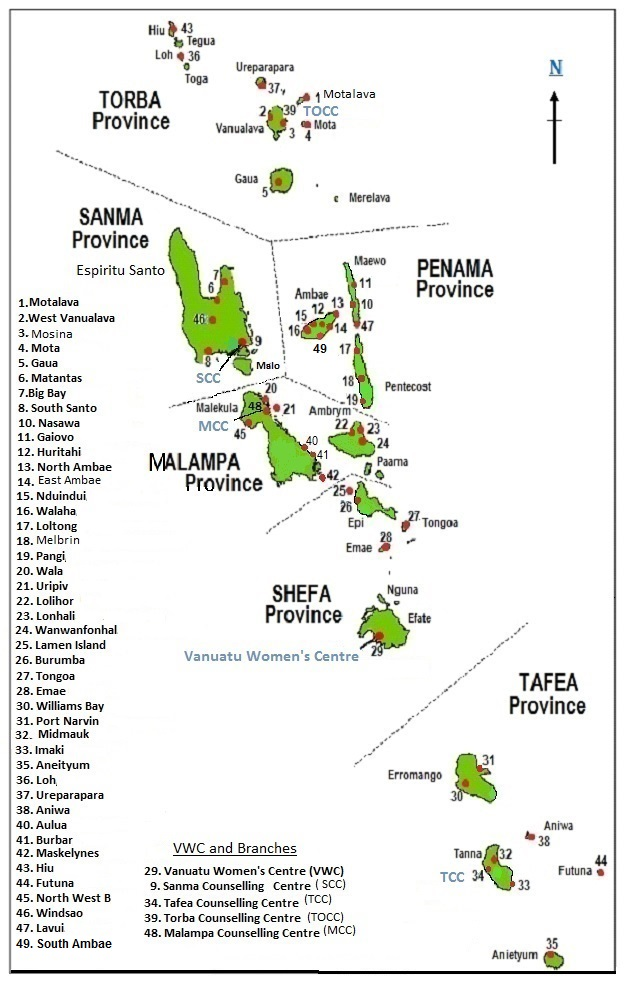 Hiu 43
Tegua
Loh 36
Toga
Ureparapara
37
TORBA
Province
1 Motalava
2 39 TOCC
Vanualava 3 4 Mota
Gaua
5
Merelava
N
SANMA
Province
Espiritu Santo
7
6
46
9
8
SCC
Malo
PENAMA
Province
Maewo
11
10
47
Ambae
15 12 13
16 14
49
17
18
19
Pentecost
Malekula 48
20
21
MCC
45
40
41
42
MALAMPA
Province
Ambrym
22 23
24
Paama
25
26
Epi
27 Tongoa
28
Emae
SHEFA
Province
Nguna
Efate
29
Vanuatu Women's Centre
TAFEA
Province
Erromango
31
30
Aniwa
38
Tanna
32
TCC 34
33
44
Futuna
35
Anietyum
1.Motalava
2.West Vanualava
3. Mosina
4. Mota
5. Gaua
6. Matantas
7.Big Bay
8. South Santo
10. Nasawa
11. Gaiovo
12. Huritahi
13. North Ambae
14. East Ambae
15. Nduindui
16. Walaha
17. Loltong
18. Melbrin
19. Pangi
20. Wala
21. Uripiv
22. Lolihor
23. Lonhali
24. Wanwanfonhal
25. Lamen Island
26. Burumba
27. Tongoa
28. Emae
30. Williams Bay
31. Port Narvin
32. Midmauk
33. Imaki
35. Aneityum
36. Loh
37. Ureparapara
38. Aniwa
40. Aulua
41. Burbar
42. Maskelynes
43. Hiu
44. Futuna
45. North West B
46. Windsao
47. Lavui
49. South Ambae
VWC and Branches
29. Vanuatu Women's Centre (VWC)
9. Sanma Counselling Centre (SCC)
34. Tafea Counselling Centre (TCC)
39. Torba Counselling Centre (TOCC)
48. Malampa Counselling Centre (MCC)